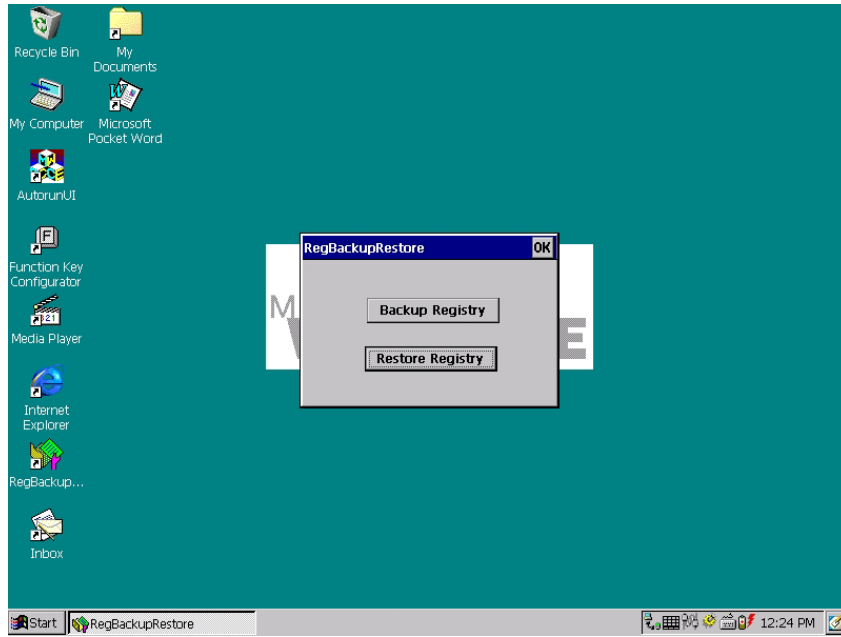 Recycle Bin
My
Documents
My Computer
Microsoft
Pocket Word
AutorunUI
Function Key
Configurator
Media Player
Internet
Explorer
RegBackup...
Inbox
RegBackupRestore
OK
Backup Registry
Restore Registry
M
E
Start
RegBackupRestore
12:24 PM